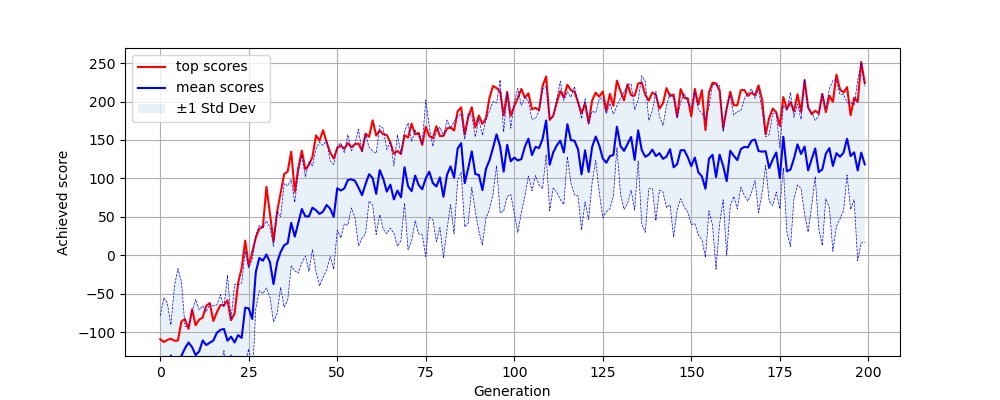 top scores
mean scores
±1 Std Dev
Achieved score
250
200
150
100
50
0
−50
−100
0 25 50 75 100 125 150 175 200
Generation